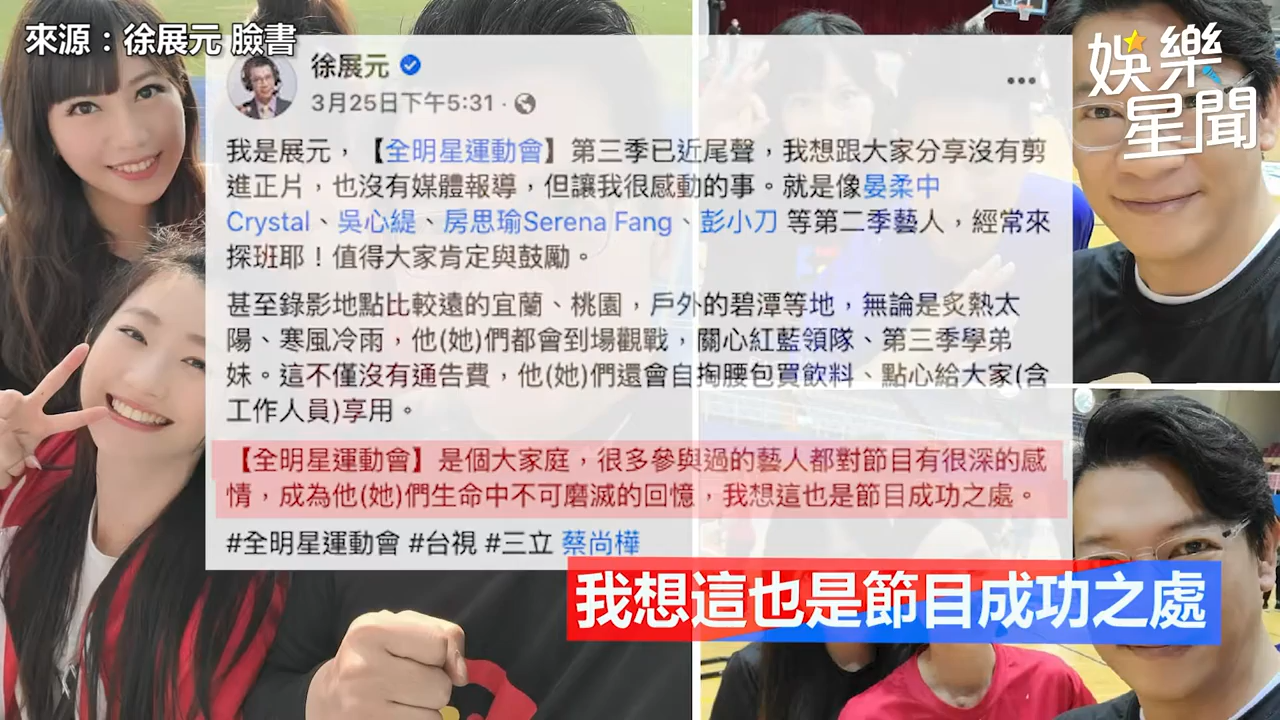 來源：徐展元 臉書
娛樂
星聞
徐展元
3月25日下午5:31 ·
我是展元，【全明星運動會】第三季已近尾聲，我想跟大家分享沒有剪
進正片，也沒有媒體報導，但讓我很感動的事。就是像晏柔中
Crystal、吳心緹、房思瑜Serena Fang、彭小刀 等第二季藝人，經常來
探班耶！值得大家肯定與鼓勵。
甚至錄影地點比較遠的宜蘭、桃園，戶外的碧潭等地，無論是炙熱太
陽、寒風冷雨，他(她)們都會到場觀戰，關心紅藍領隊、第三季學弟
妹。這不僅沒有通告費，他(她)們還會自掏腰包買飲料、點心給大家(含
工作人員)享用。
【全明星運動會】是個大家庭，很多參與過的藝人都對節目有很深的感
情，成為他(她)們生命中不可磨滅的回憶，我想這也是節目成功之處。
#全明星運動會 #台視 #三立 蔡尚樺
我想這也是節目成功之處